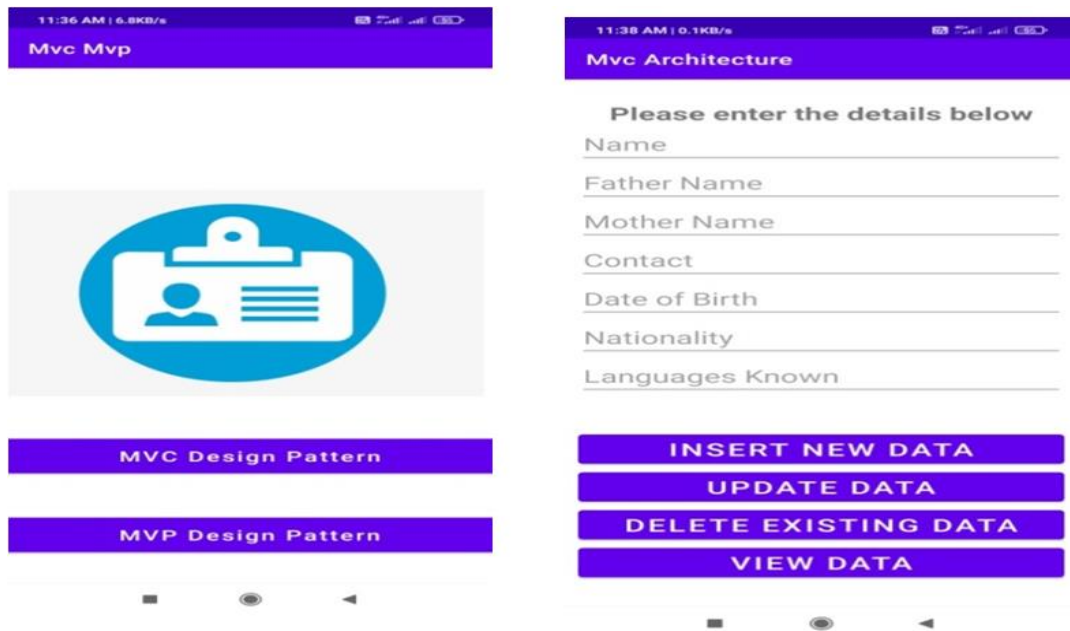 11:36 AM | 6.8KB/s
Mvc Mvp
MVC Design Pattern
MVP Design Pattern
11:38 AM | 0.1KB/s
Mvc Architecture
Please enter the details below
Name
Father Name
Mother Name
Contact
Date of Birth
Nationality
Languages Known
INSERT NEW DATA
UPDATE DATA
DELETE EXISTING DATA
VIEW DATA